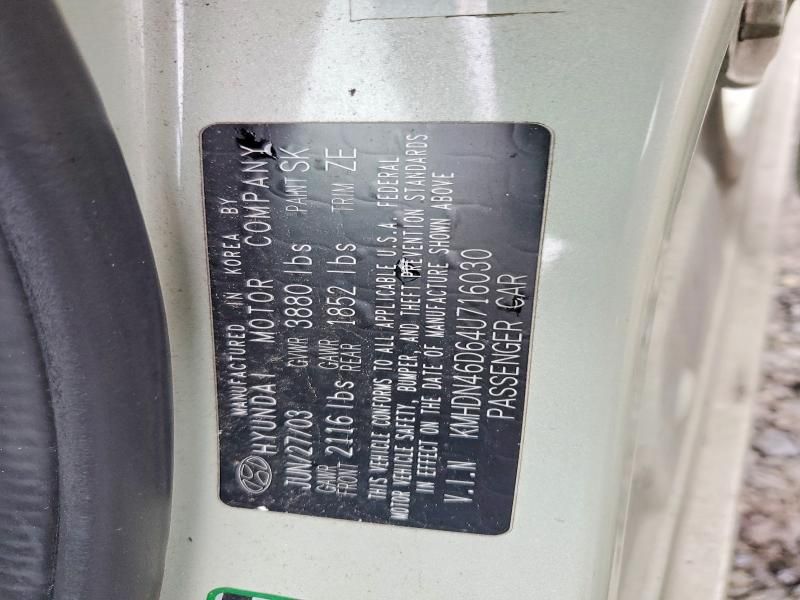 MANUFACTURED IN KOREA BY
HYUNDAI MOTOR COMPANY
JUN/27/03 GVWR 3880 lbs PAINT SK
GAWR FRONT 2116 lbs GAWR REAR 1852 lbs TRIM ZE
THIS VEHICLE CONFORMS TO ALL APPLICABLE U.S.A. FEDERAL
MOTOR VEHICLE SAFETY, BUMPER, AND THEFT PREVENTION STANDARDS
IN EFFECT ON THE DATE OF MANUFACTURE SHOWN ABOVE
V.I.N KMHDN46D64U716030
PASSENGER CAR